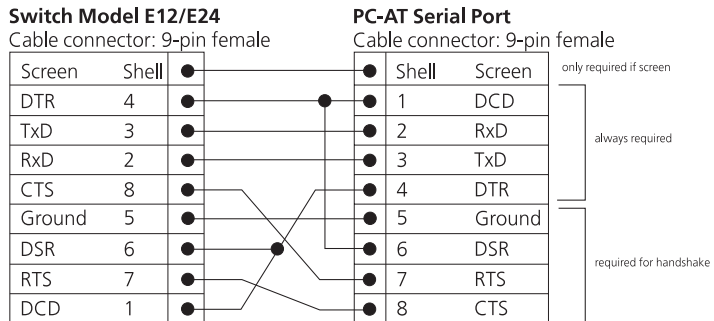 Switch Model E12/E24 PC-AT Serial Port
Cable connector: 9-pin female Cable connector: 9-pin female
Screen Shell Shell Screen only required if screen
DTR 4 1 DCD
TxD 3 2 RxD always required
RxD 2 3 TxD
CTS 8 4 DTR
Ground 5 5 Ground
DSR 6 6 DSR required for handshake
RTS 7 7 RTS
DCD 1 8 CTS